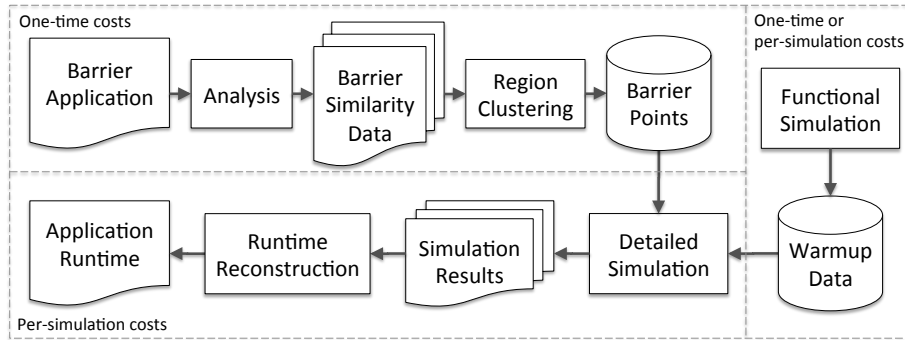 One-time costs
Barrier
Application
Analysis
Barrier
Similarity
Data
Region
Clustering
Barrier
Points
One-time or
per-simulation costs
Functional
Simulation
Application
Runtime
Runtime
Reconstruction
Simulation
Results
Detailed
Simulation
Warmup
Data
Per-simulation costs